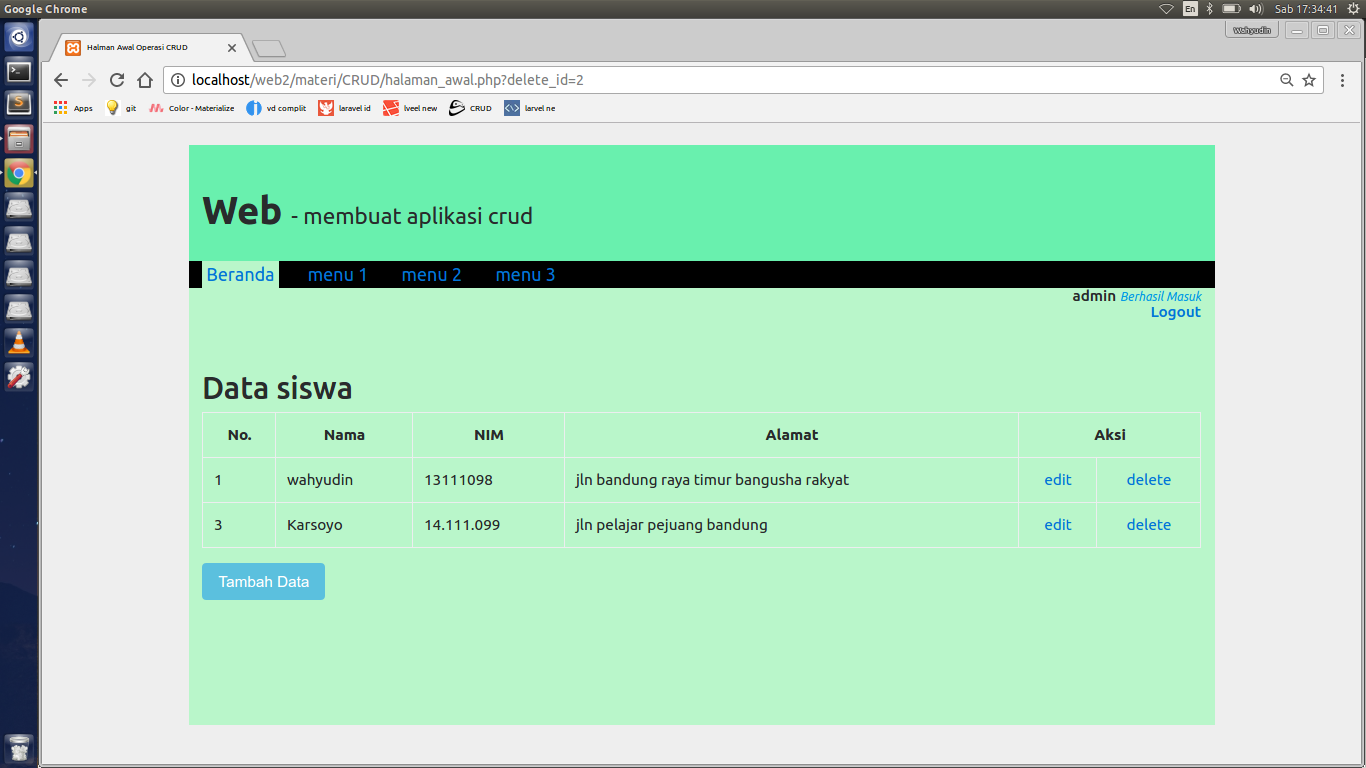 Google Chrome En Sab 17:34:41
Wahyudin
Halman Awal Operasi CRUD
localhost/web2/materi/CRUD/halaman_awal.php?delete_id=2
Apps git Color - Materialize vd complit laravel id lveel new CRUD larvel ne
Web - membuat aplikasi crud
Beranda menu 1 menu 2 menu 3
admin Berhasil Masuk
Logout
Data siswa
No. Nama NIM Alamat Aksi
1 wahyudin 13111098 jln bandung raya timur bangusha rakyat edit delete
3 Karsoyo 14.111.099 jln pelajar pejuang bandung edit delete
Tambah Data